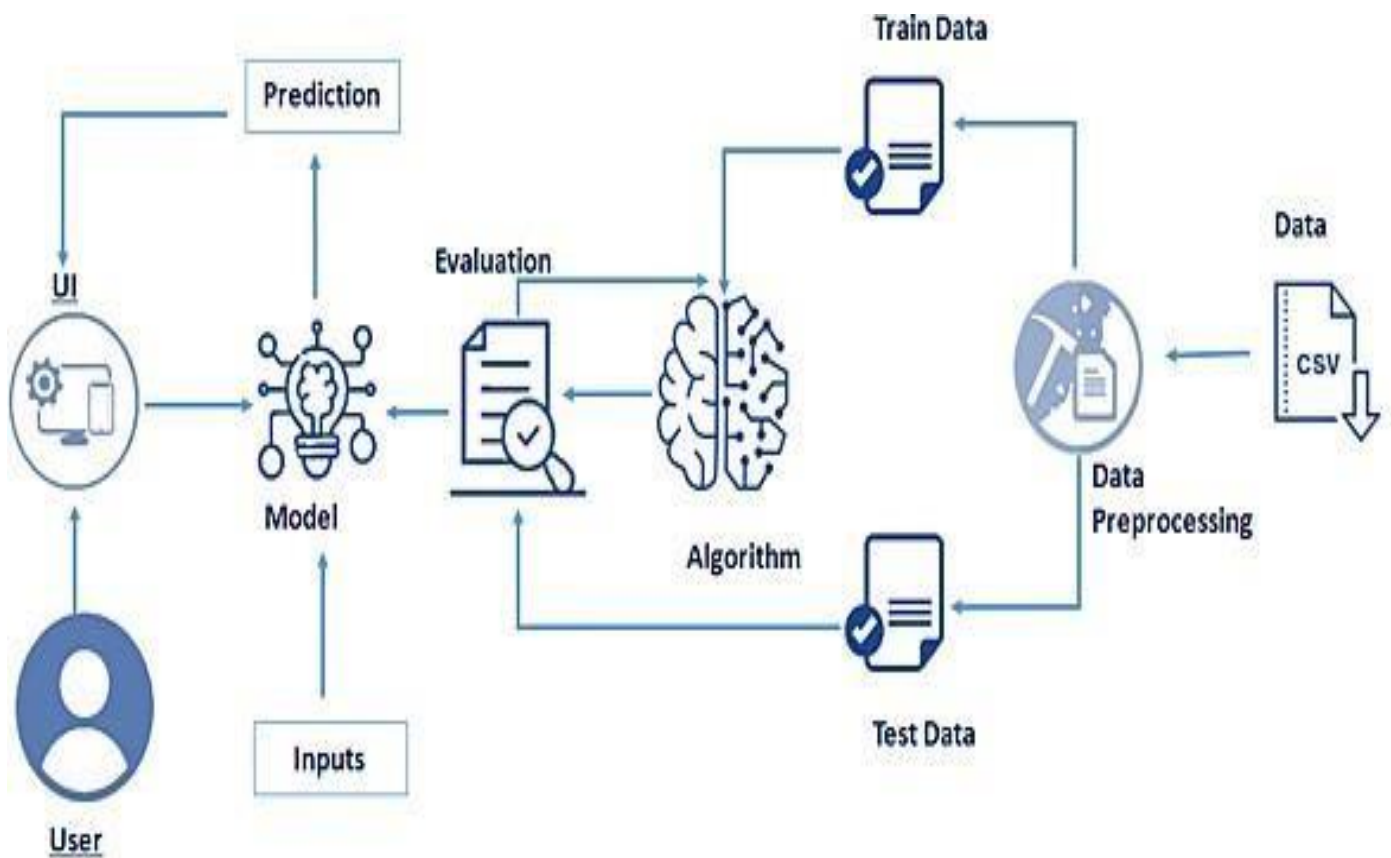 Train Data
Prediction
Data
Evaluation
UI
CSV
Data
Preprocessing
Model
Algorithm
Inputs
Test Data
User